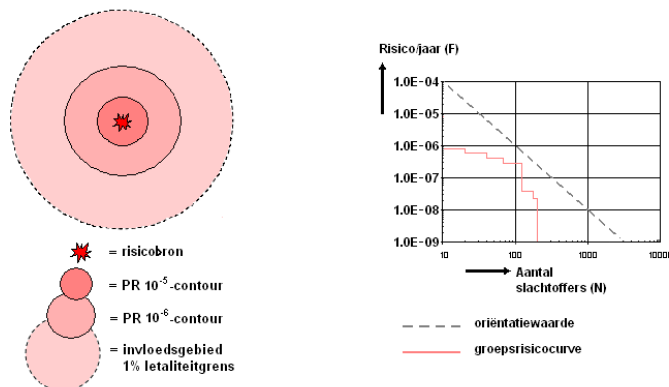 = risicobron
= PR 10-5-contour
= PR 10-6-contour
= invloedsgebied
1% letaliteitgrens
Risico/jaar (F)
1.0E-04
1.0E-05
1.0E-06
1.0E-07
1.0E-08
1.0E-09
10
100
1000
10000
Aantal
slachtoffers (N)
oriëntatiewaarde
groepsrisicocurve